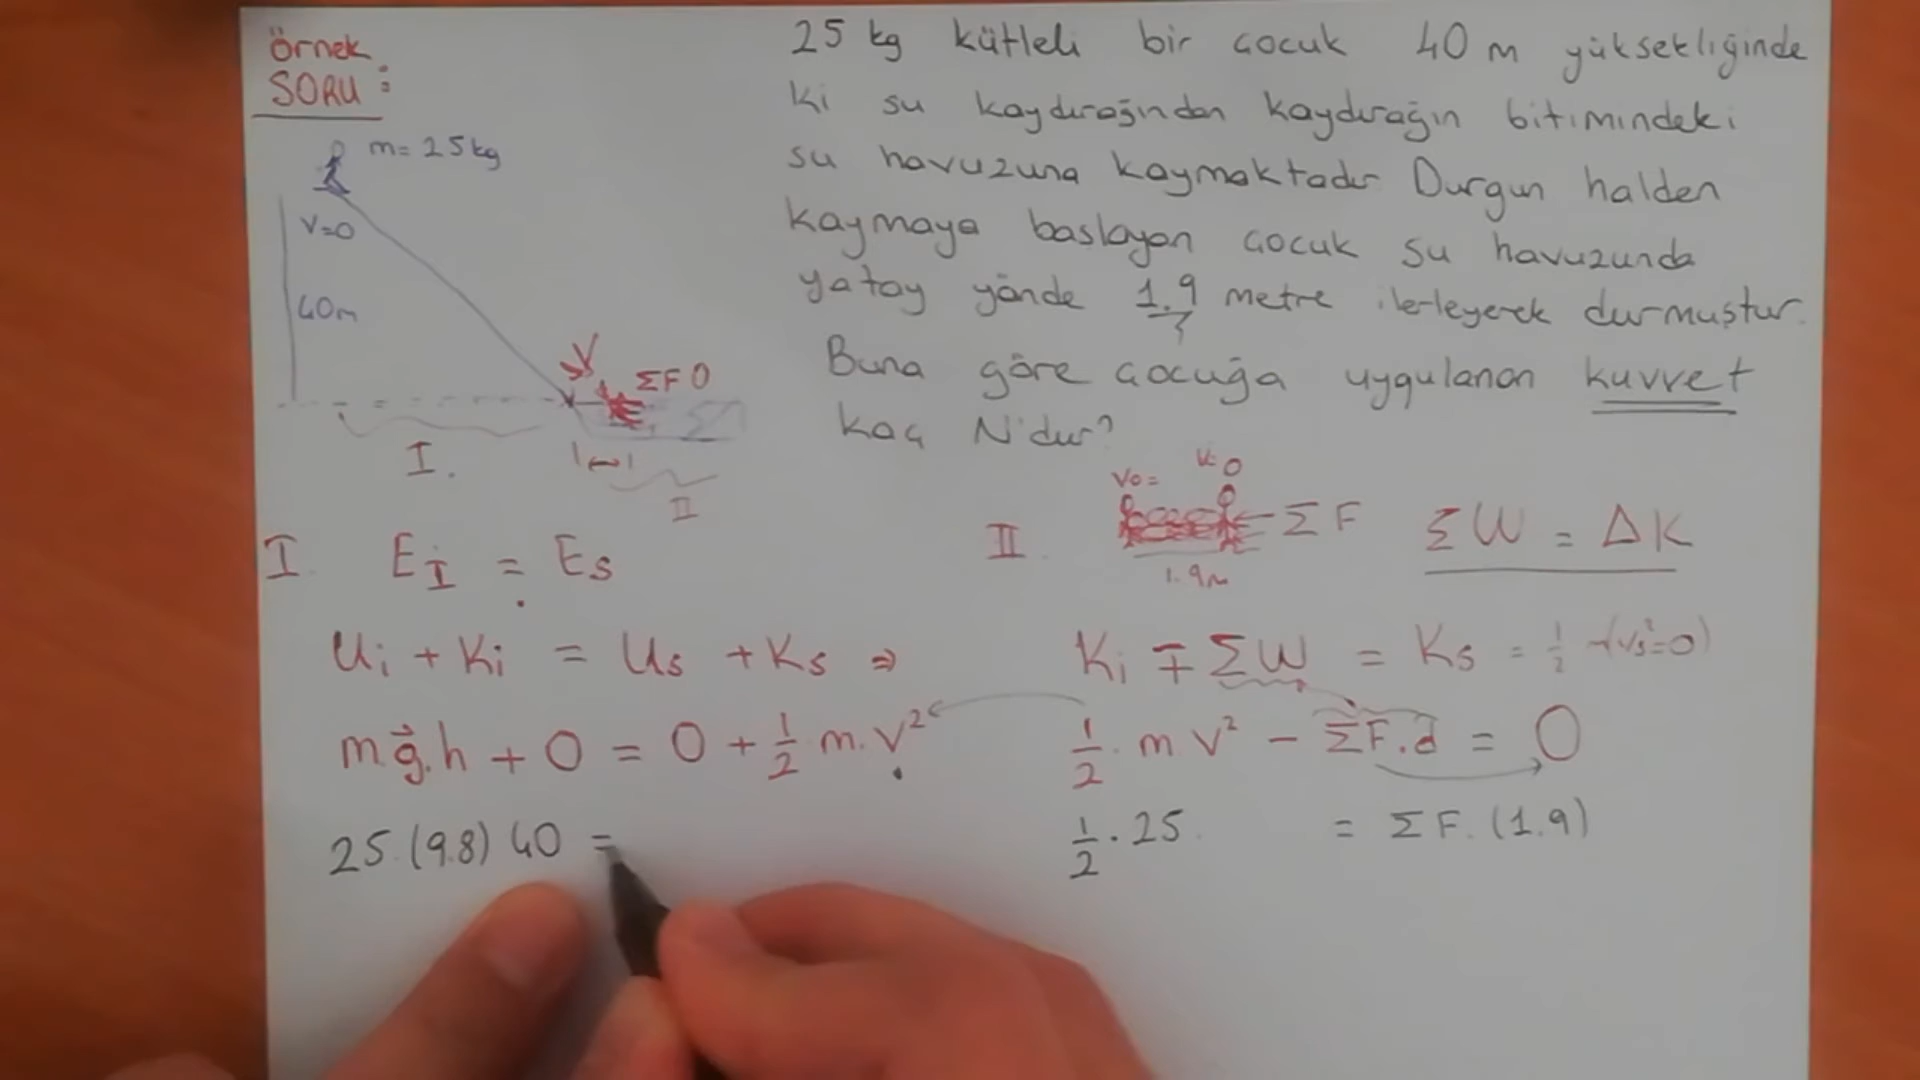 örnek
SORU:
25 kg kütleli bir çocuk 40 m yüksekliğinde
ki su kaydırağından kaydırağın bitimindeki
su havuzuna kaymaktadır Durgun halden
kaymaya başlayan çocuk su havuzunda
yatay yönde 1.9 metre ilerleyerek durmuştur.
Buna göre çocuğa uygulanan kuvvet
kaç N'dur?
m= 25kg
V=0
40m
V
ΣF
I.
II
I Eİ = Es
Ui + Ki = Us + Ks ⇒
m g.h + 0 = 0 + 1/2 m.V²
25.(9.8) 40 =
II
Vo=
0
ΣF
1.9m
ΣW = ΔK
Ki ∓ ΣW = Ks = 1/2
1/2 . m V² - ΣF.d = 0
1/2 . 25 = ΣF.(1.9)